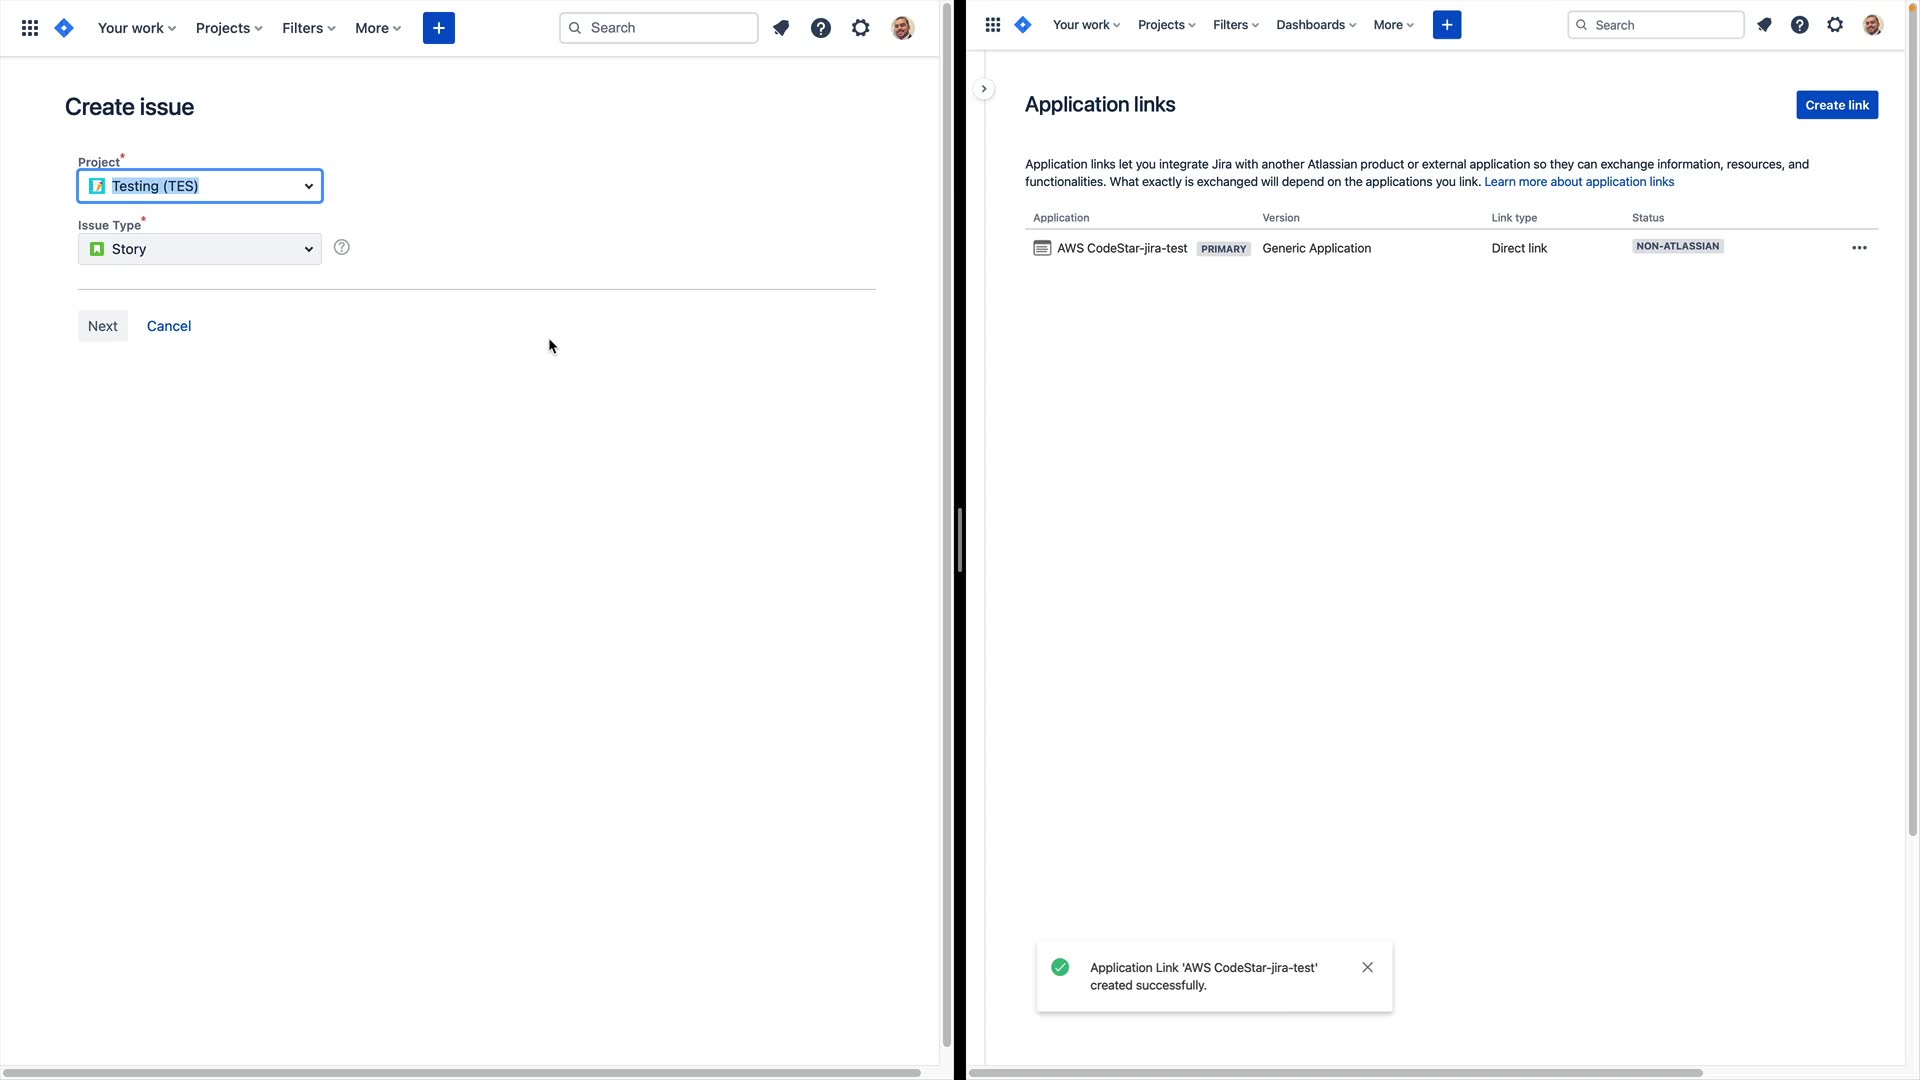 Your work Projects Filters More + Search
Create issue
Project*
Testing (TES)
Issue Type*
Story
Next Cancel
Your work Projects Filters Dashboards More + Search
Application links
Create link
Application links let you integrate Jira with another Atlassian product or external application so they can exchange information, resources, and
functionalities. What exactly is exchanged will depend on the applications you link. Learn more about application links
Application Version Link type Status
AWS CodeStar-jira-test PRIMARY Generic Application Direct link NON-ATLASSIAN
Application Link 'AWS CodeStar-jira-test'
created successfully.